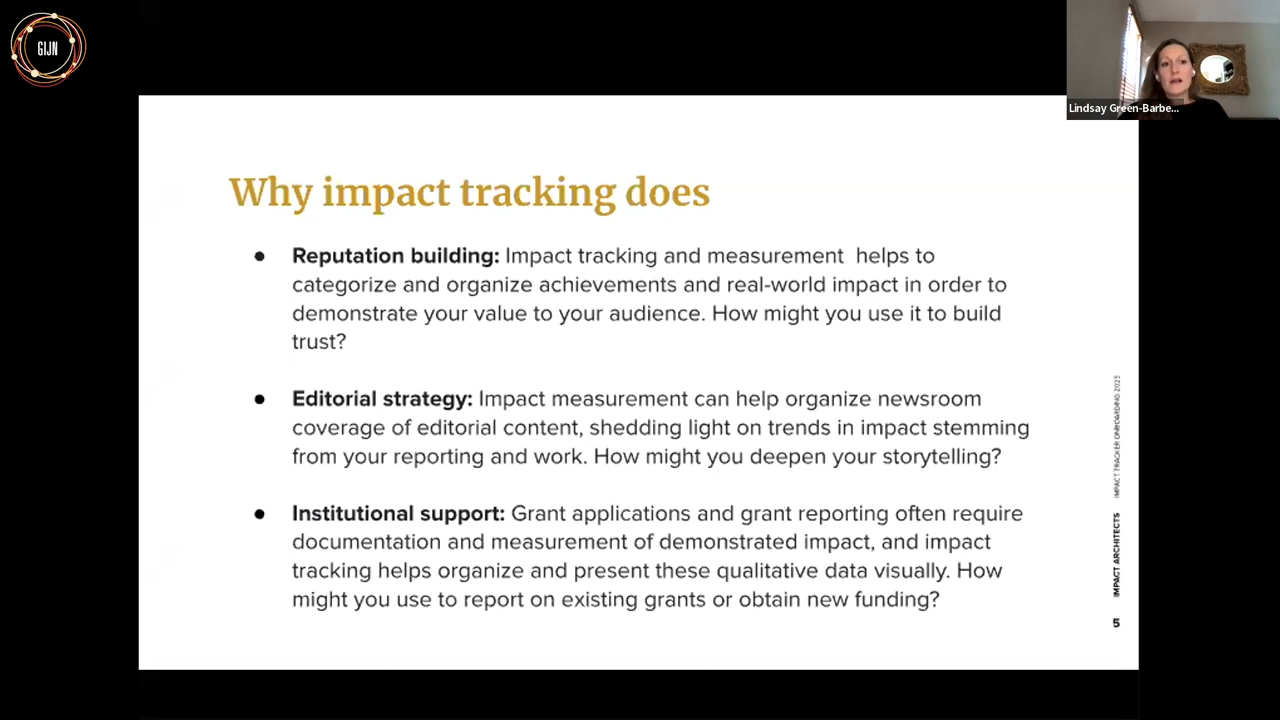 GIJN
Lindsay Green-Barbe...
Why impact tracking does
● Reputation building: Impact tracking and measurement  helps to
categorize and organize achievements and real-world impact in order to
demonstrate your value to your audience. How might you use it to build
trust?
● Editorial strategy: Impact measurement can help organize newsroom
coverage of editorial content, shedding light on trends in impact stemming
from your reporting and work. How might you deepen your storytelling?
● Institutional support: Grant applications and grant reporting often require
documentation and measurement of demonstrated impact, and impact
tracking helps organize and present these qualitative data visually. How
might you use to report on existing grants or obtain new funding?
IMPACT ARCHITECTS IMPACT TRACKER ONBOARDING 2023
5